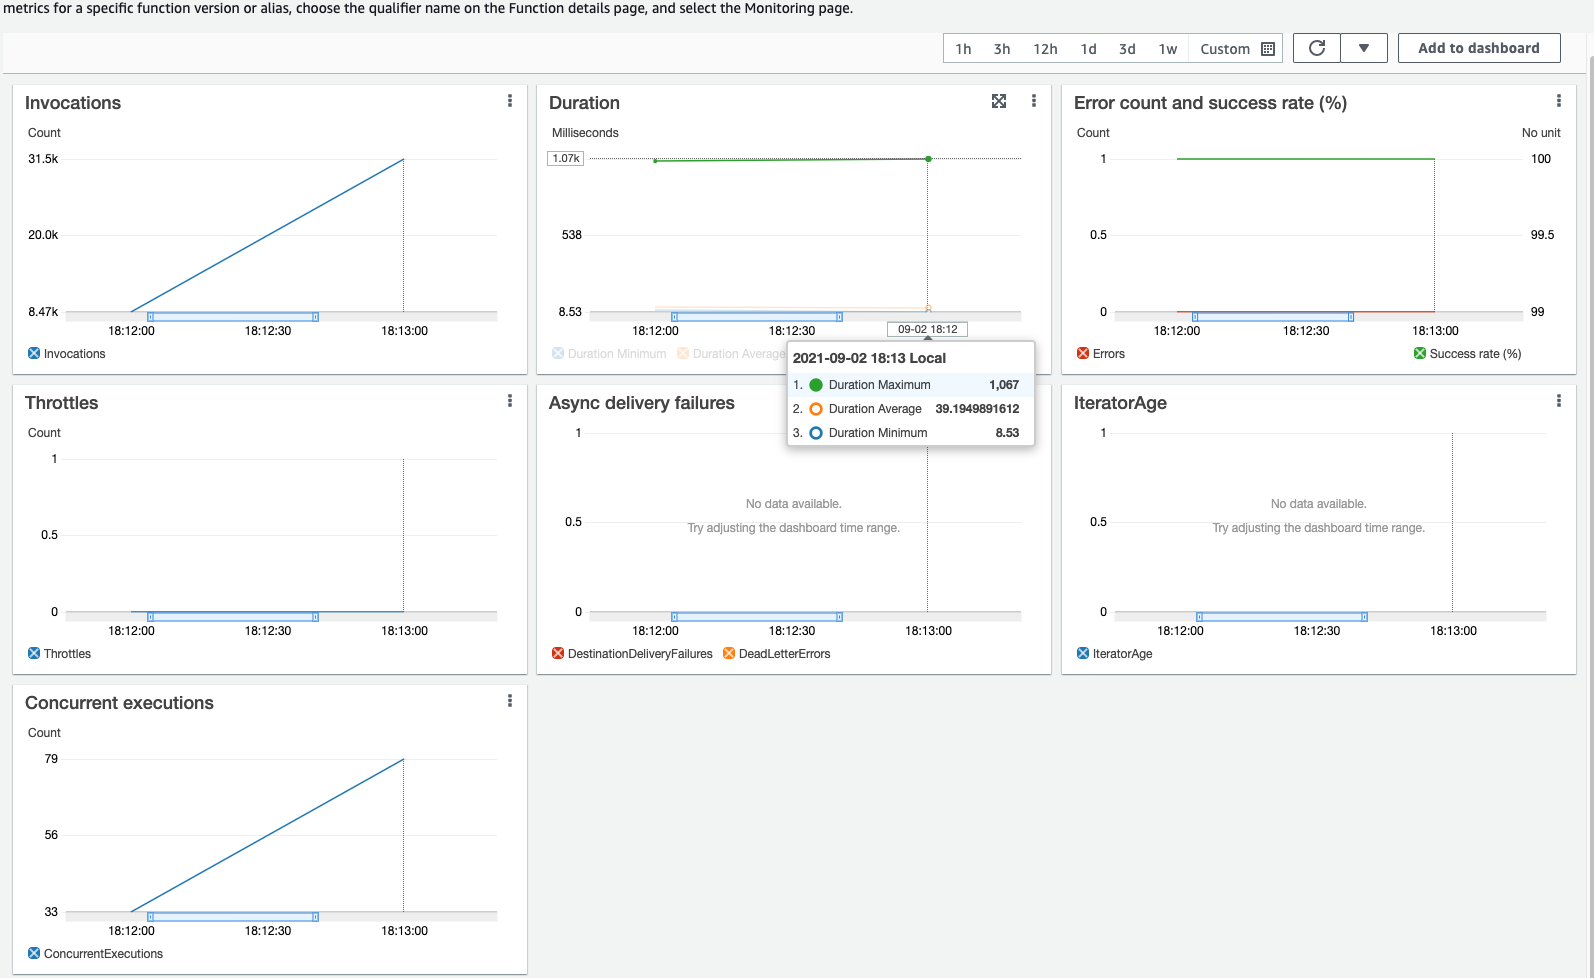 metrics for a specific function version or alias, choose the qualifier name on the Function details page, and select the Monitoring page.
1h 3h 12h 1d 3d 1w Custom Add to dashboard
Invocations
Count
31.5k
20.0k
8.47k
18:12:00 18:12:30 18:13:00
Invocations
Duration
Milliseconds
1.07k
538
8.53
18:12:00 18:12:30 09-02 18:12
Duration Minimum Duration Average
2021-09-02 18:13 Local
1. Duration Maximum 1,067
2. Duration Average 39.1949891612
3. Duration Minimum 8.53
Error count and success rate (%)
Count No unit
1 100
0.5 99.5
0 99
18:12:00 18:12:30 18:13:00
Errors Success rate (%)
Throttles
Count
1
0.5
0
18:12:00 18:12:30 18:13:00
Throttles
Async delivery failures
1
No data available.
0.5
Try adjusting the dashboard time range.
0
18:12:00 18:12:30 18:13:00
DestinationDeliveryFailures DeadLetterErrors
IteratorAge
1
No data available.
0.5
Try adjusting the dashboard time range.
0
18:12:00 18:12:30 18:13:00
IteratorAge
Concurrent executions
Count
79
56
33
18:12:00 18:12:30 18:13:00
ConcurrentExecutions